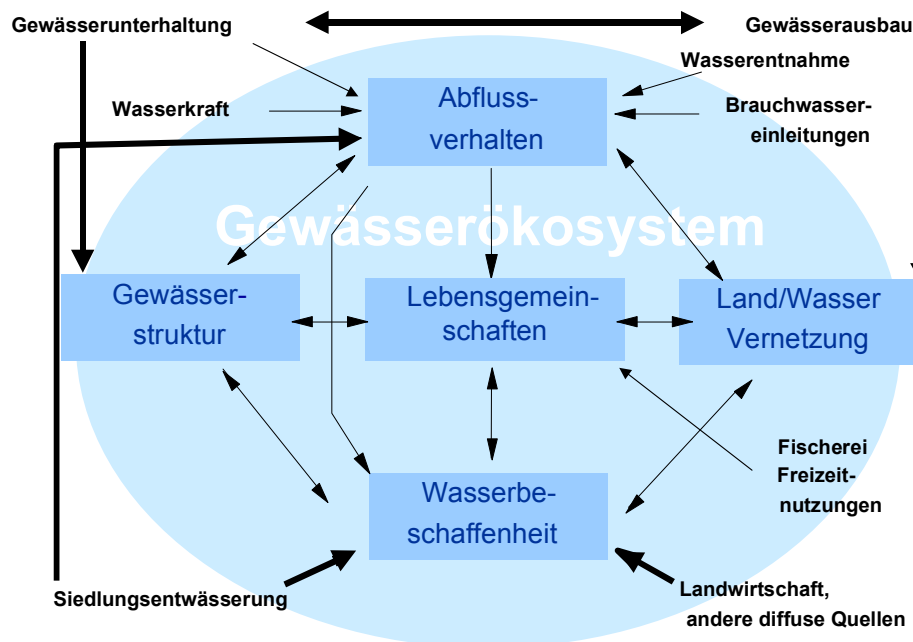 Gewässerunterhaltung
Gewässerausbau
Wasserentnahme
Wasserkraft
Abfluss-
verhalten
Brauchwasser-
einleitungen
Gewässerökosystem
Gewässer-
struktur
Lebensgemein-
schaften
Land/Wasser
Vernetzung
Fischerei
Freizeit-
nutzungen
Wasserbe-
schaffenheit
Siedlungsentwässerung
Landwirtschaft,
andere diffuse Quellen